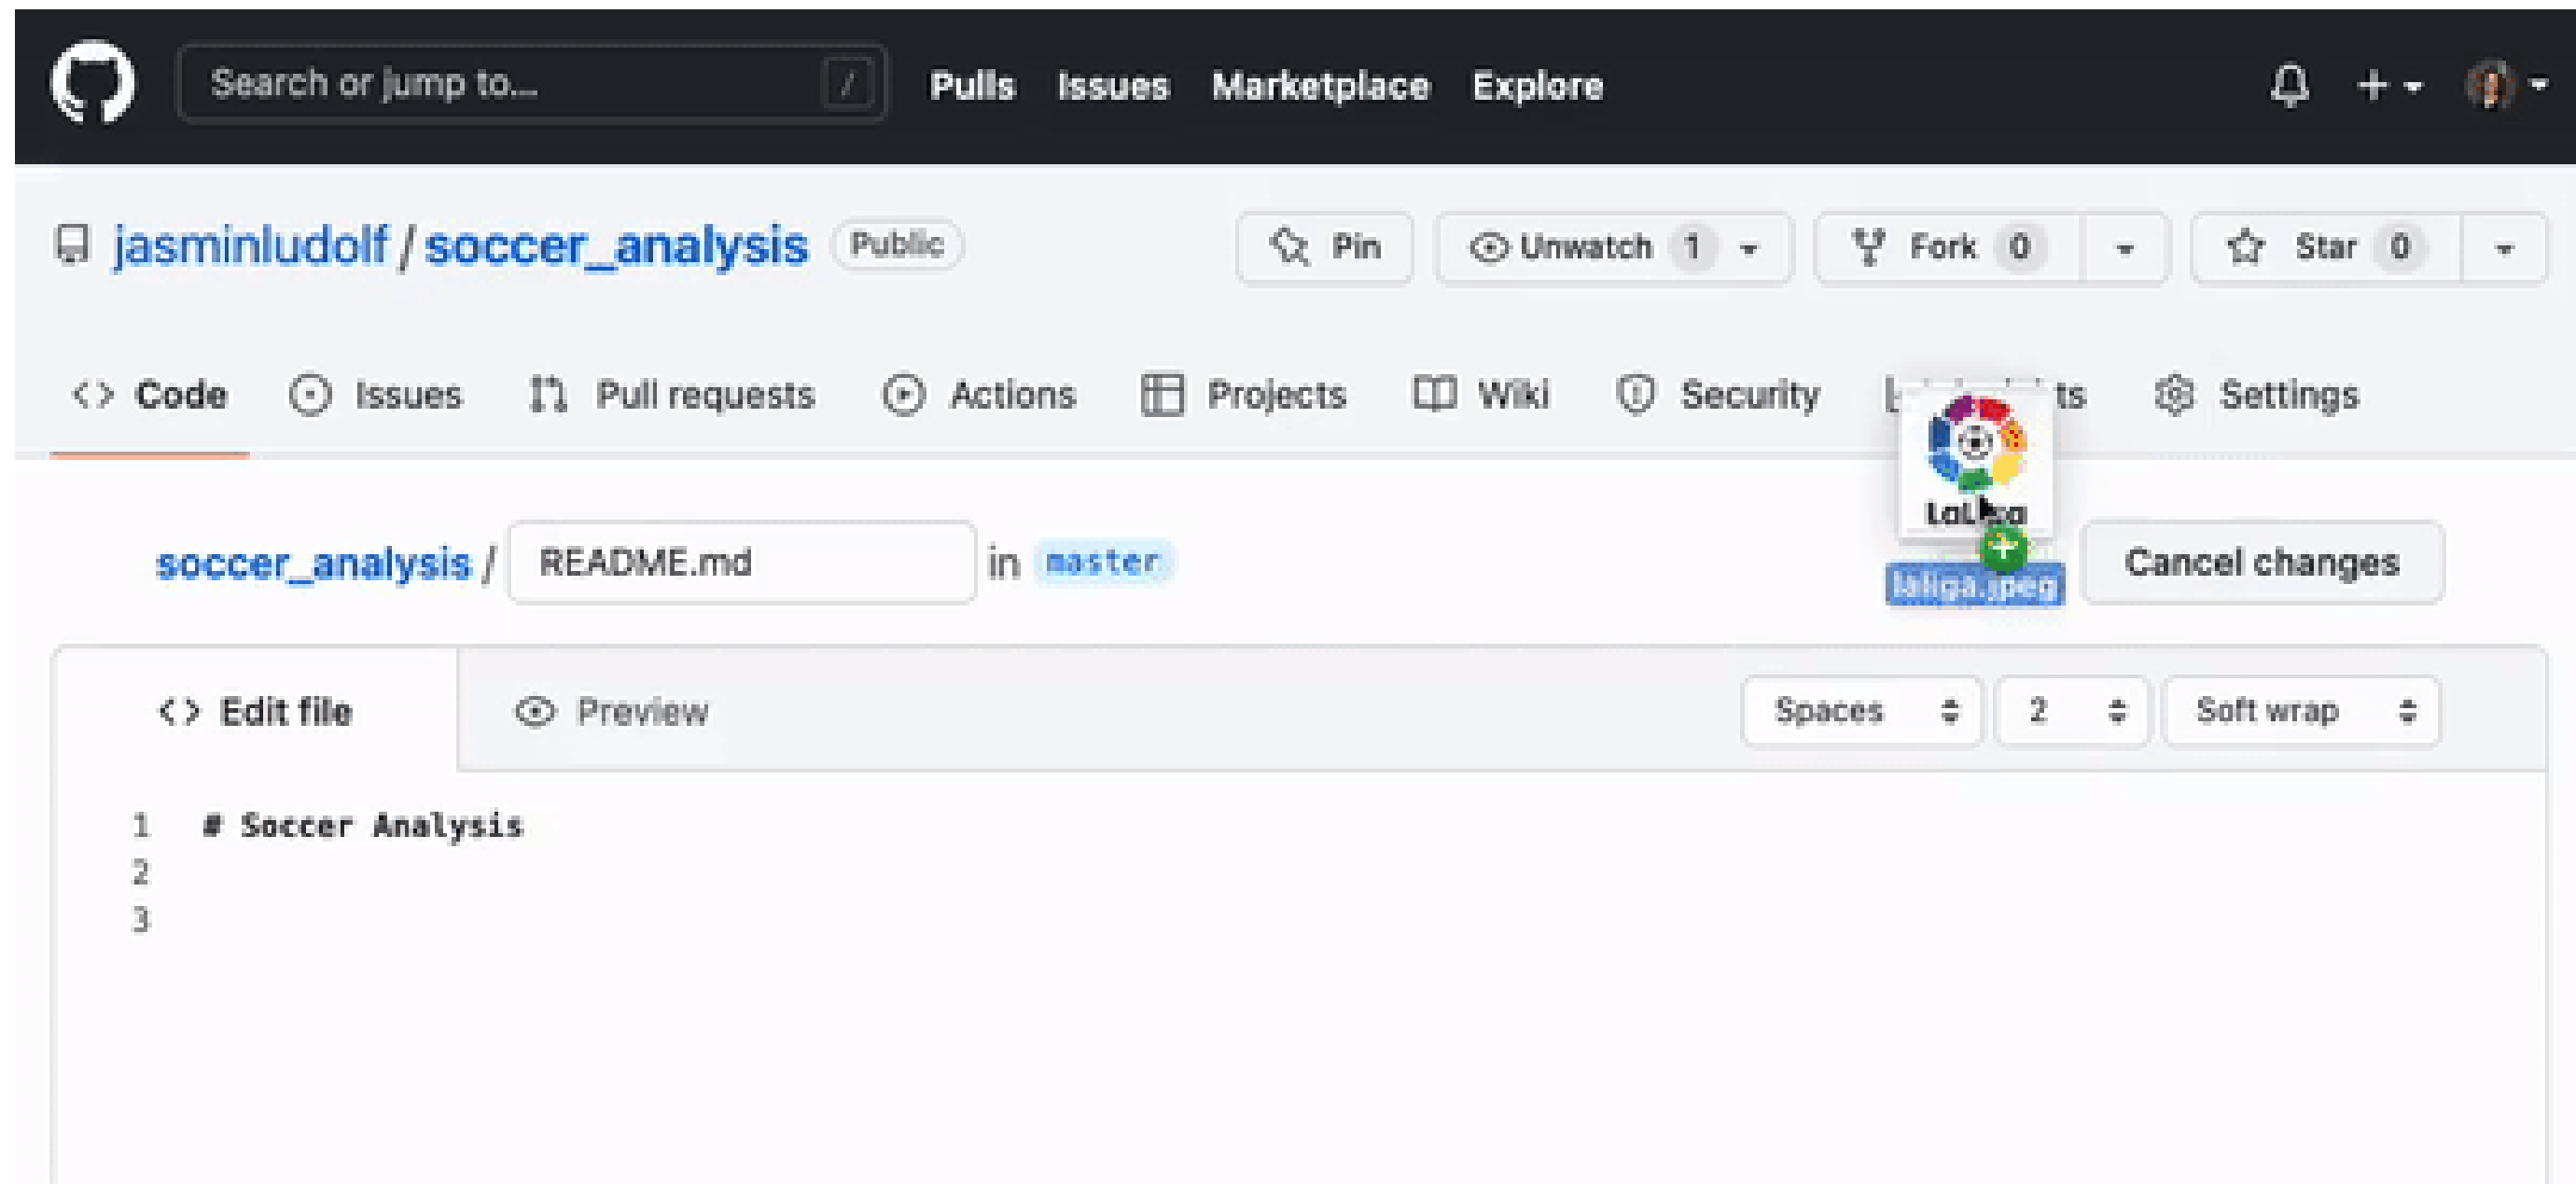 Search or jump to... / Pulls Issues Marketplace Explore
jasminludolf / soccer_analysis Public Pin Unwatch 1 Fork 0 Star 0
Code Issues Pull requests Actions Projects Wiki Security ts Settings
soccer_analysis / README.md in master laliga.jpeg Cancel changes
Edit file Preview Spaces 2 Soft wrap
1 # Soccer Analysis
2
3